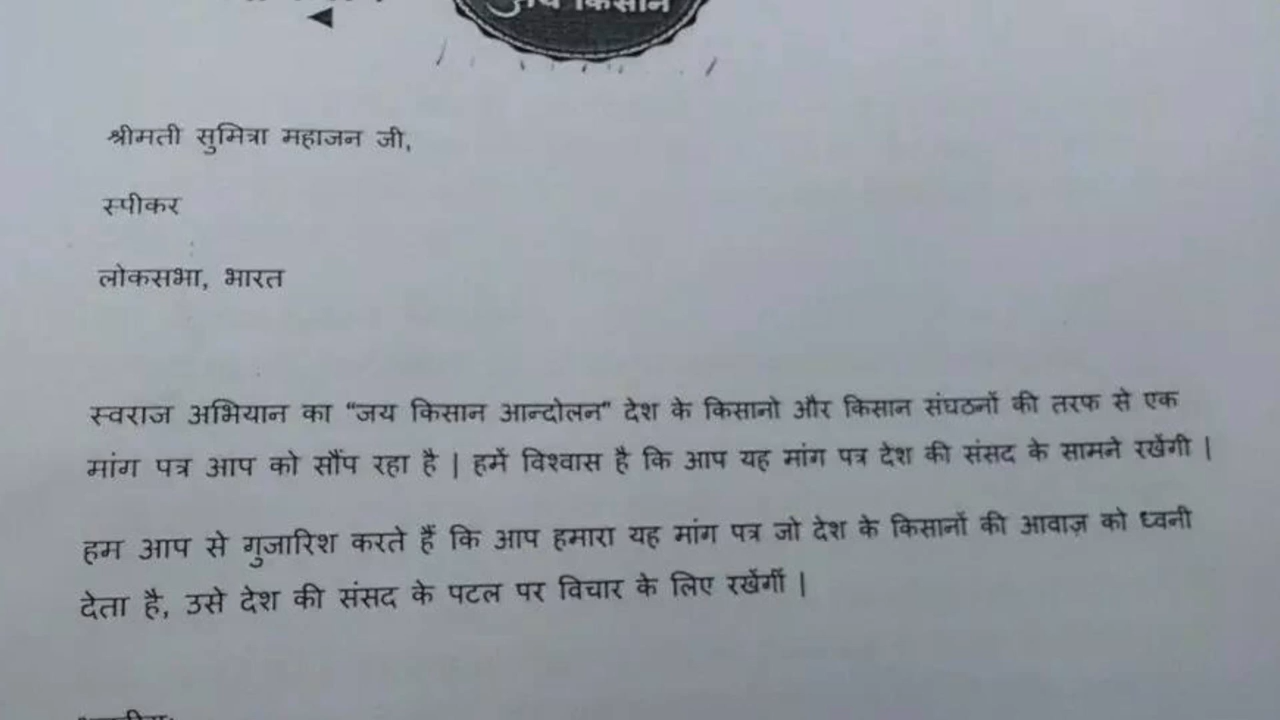 जय किसान
श्रीमती सुमित्रा महाजन जी,
स्पीकर
लोकसभा, भारत
स्वराज अभियान का "जय किसान आन्दोलन" देश के किसानो और किसान संघठनों की तरफ से एक
मांग पत्र आप को सौंप रहा है | हमें विश्वास है कि आप यह मांग पत्र देश की संसद के सामने रखेंगी |
हम आप से गुजारिश करते हैं कि आप हमारा यह मांग पत्र जो देश के किसानों की आवाज़ को ध्वनी
देता है, उसे देश की संसद के पटल पर विचार के लिए रखेंगीं |